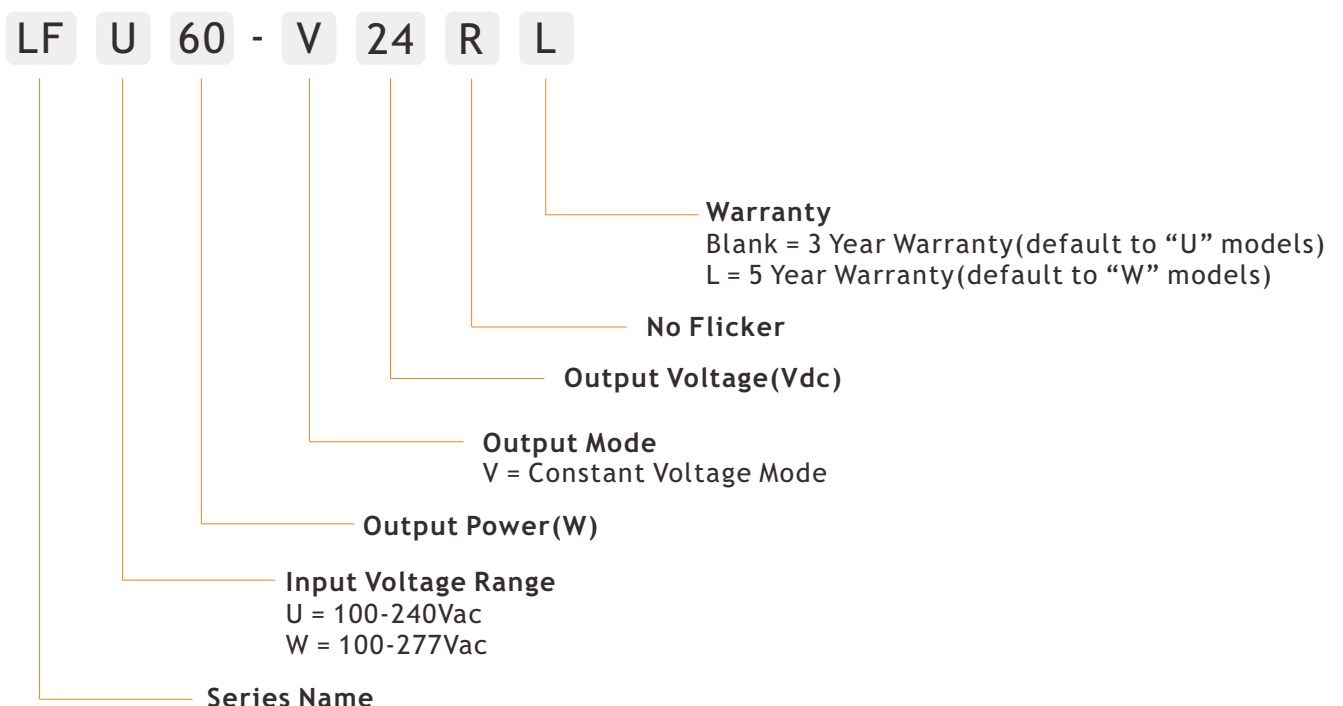 LF U 60 - V 24 R L
Warranty
Blank = 3 Year Warranty(default to “U” models)
L = 5 Year Warranty(default to “W” models)
No Flicker
Output Voltage(Vdc)
Output Mode
V = Constant Voltage Mode
Output Power(W)
Input Voltage Range
U = 100-240Vac
W = 100-277Vac
Series Name